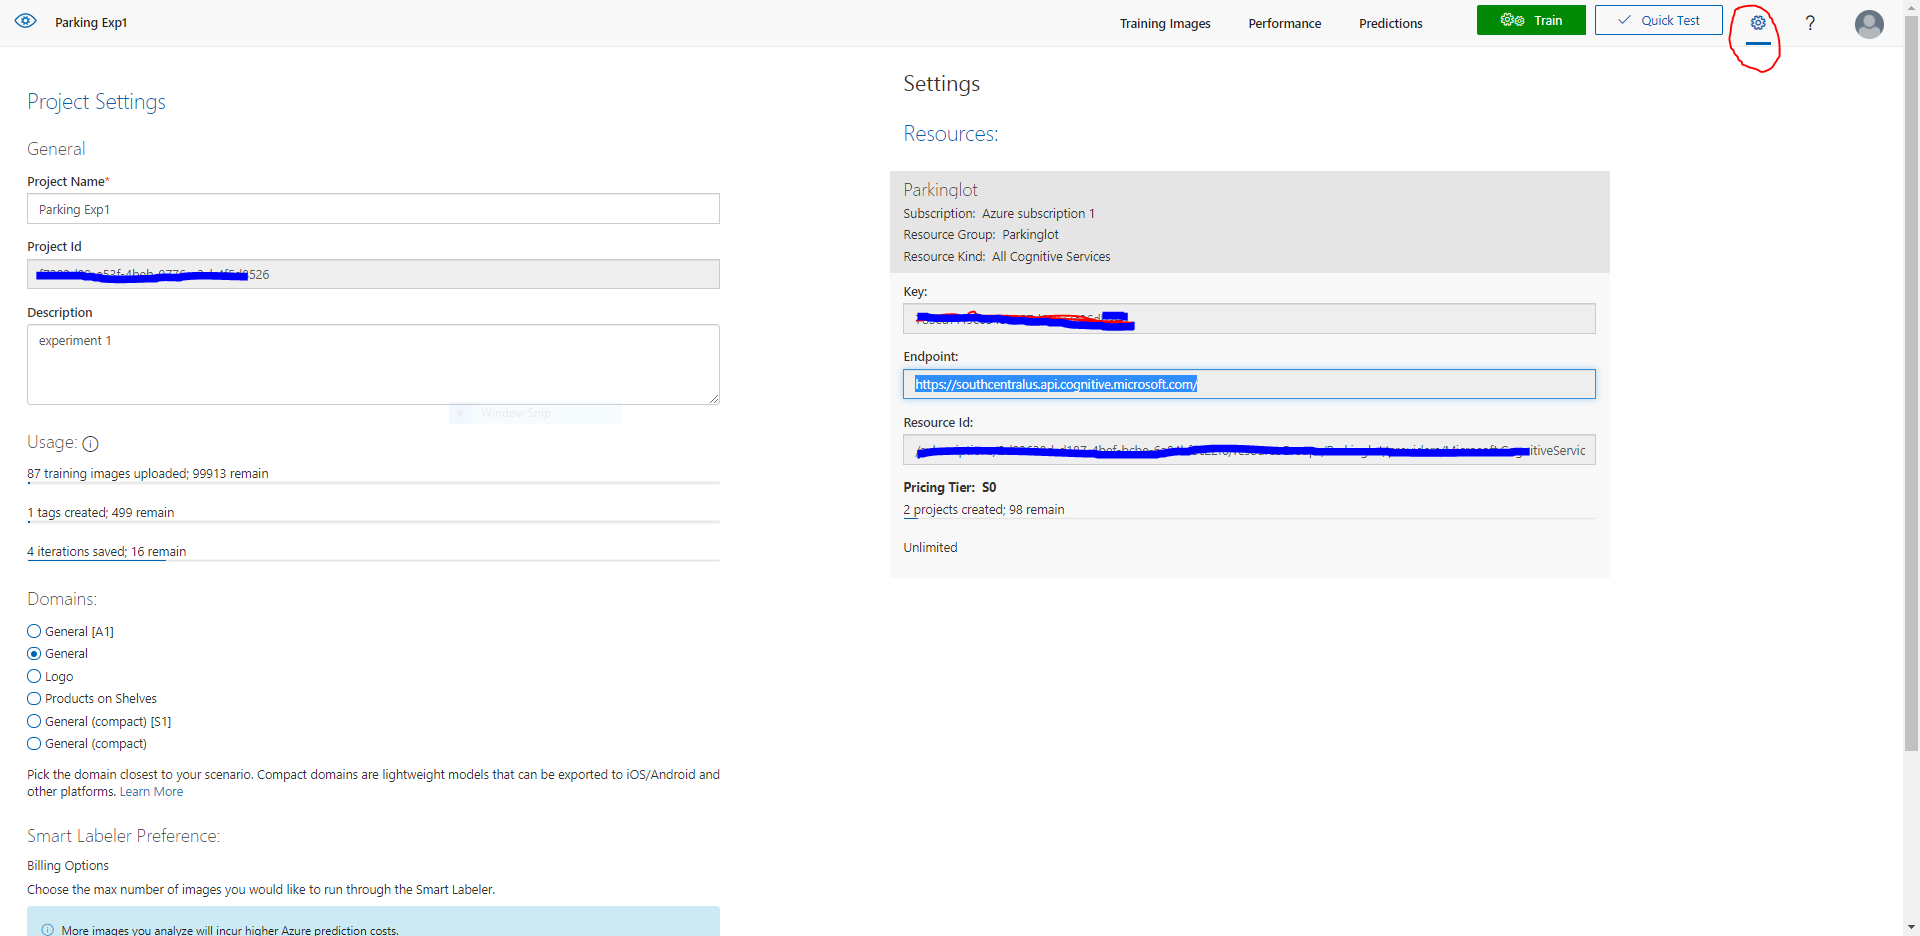 Parking Exp1
Training Images
Performance
Predictions
Train
Quick Test
?
Project Settings
General
Project Name*
Parking Exp1
Project Id
526
Description
experiment 1
Window Snip
Usage:
87 training images uploaded; 99913 remain
1 tags created; 499 remain
4 iterations saved; 16 remain
Domains:
General [A1]
General
Logo
Products on Shelves
General (compact) [S1]
General (compact)
Pick the domain closest to your scenario. Compact domains are lightweight models that can be exported to iOS/Android and
other platforms. Learn More
Smart Labeler Preference:
Billing Options
Choose the max number of images you would like to run through the Smart Labeler.
More images you analyze will incur higher Azure prediction costs.
Settings
Resources:
Parkinglot
Subscription: Azure subscription 1
Resource Group: Parkinglot
Resource Kind: All Cognitive Services
Key:
Endpoint:
https://southcentralus.api.cognitive.microsoft.com/
Resource Id:
itiveServic
Pricing Tier: S0
2 projects created; 98 remain
Unlimited